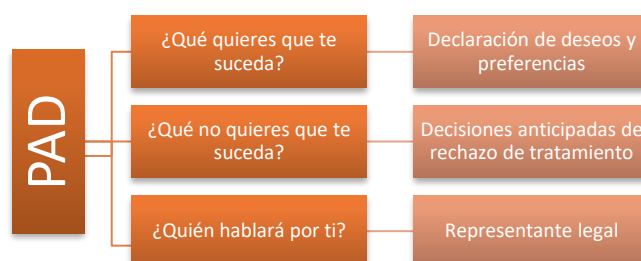 PAD
¿Qué quieres que te
suceda?
Declaración de deseos y
preferencias
¿Qué no quieres que te
suceda?
Decisiones anticipadas de
rechazo de tratamiento
¿Quién hablará por ti?
Representante legal